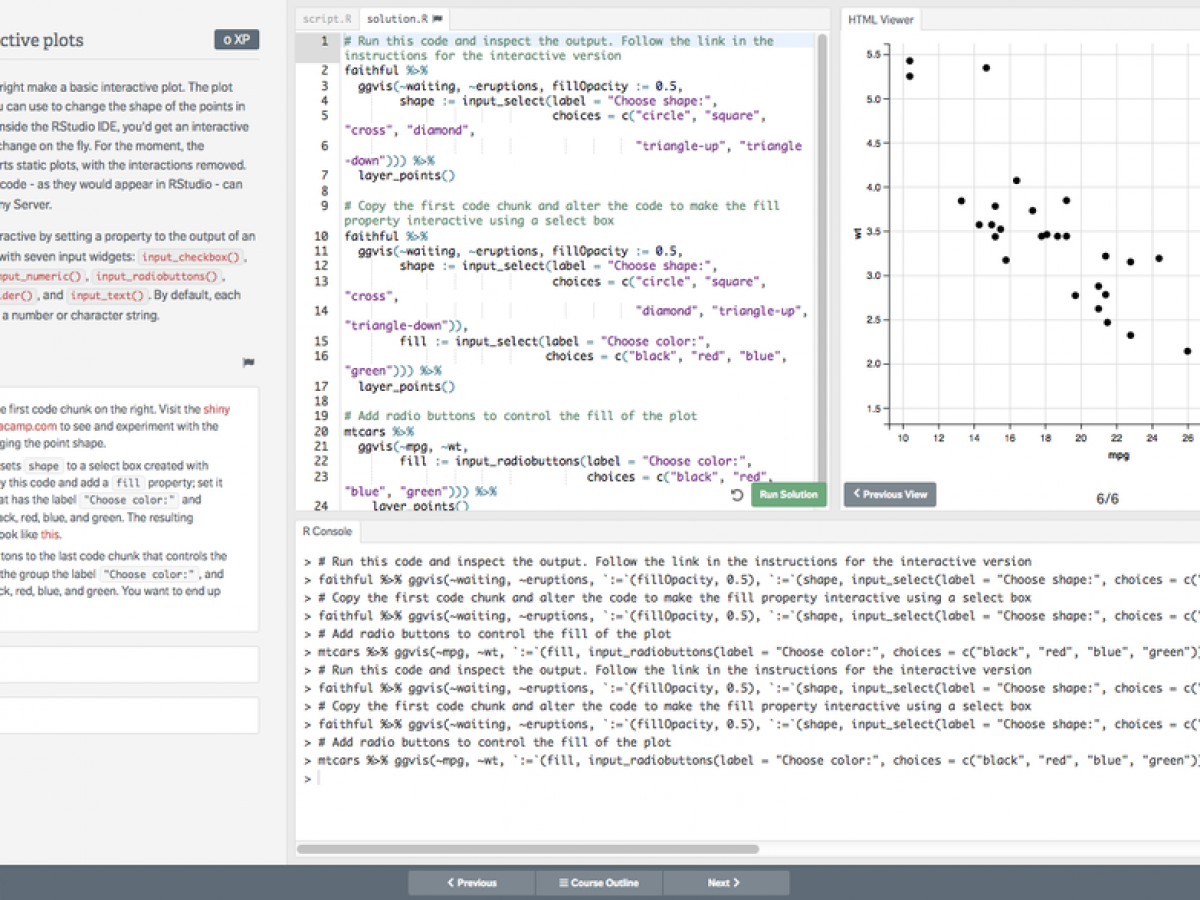 ctive plots
0 XP
right make a basic interactive plot. The plot
u can use to change the shape of the points in
nside the RStudio IDE, you'd get an interactive
change on the fly. For the moment, the
rts static plots, with the interactions removed.
code - as they would appear in RStudio - can
ny Server.
ractive by setting a property to the output of an
with seven input widgets: input_checkbox() ,
nput_numeric() , input_radiobuttons() ,
der() , and input_text() . By default, each
a number or character string.
e first code chunk on the right. Visit the shiny
acamp.com to see and experiment with the
ging the point shape.
sets shape to a select box created with
y this code and add a fill property; set it
at has the label "Choose color:" and
ack, red, blue, and green. The resulting
ook like this.
tons to the last code chunk that controls the
the group the label "Choose color:" , and
ck, red, blue, and green. You want to end up
script.R solution.R
1 # Run this code and inspect the output. Follow the link in the
instructions for the interactive version
2 faithful %>%
3 ggvis(~waiting, ~eruptions, fillOpacity := 0.5,
4 shape := input_select(label = "Choose shape:",
5 choices = c("circle", "square",
"cross", "diamond",
6 "triangle-up", "triangle
-down"))) %>%
7 layer_points()
8
9 # Copy the first code chunk and alter the code to make the fill
property interactive using a select box
10 faithful %>%
11 ggvis(~waiting, ~eruptions, fillOpacity := 0.5,
12 shape := input_select(label = "Choose shape:",
13 choices = c("circle", "square",
"cross",
14 "diamond", "triangle-up",
"triangle-down")),
15 fill := input_select(label = "Choose color:",
16 choices = c("black", "red", "blue",
"green"))) %>%
17 layer_points()
18
19 # Add radio buttons to control the fill of the plot
20 mtcars %>%
21 ggvis(~mpg, ~wt,
22 fill := input_radiobuttons(label = "Choose color:",
23 choices = c("black", "red",
"blue", "green"))) %>%
24 layer_points()
Run Solution
HTML Viewer
5.5
5.0
4.5
4.0
3.5
3.0
2.5
2.0
1.5
wt
10 12 14 16 18 20 22 24 26
mpg
Previous View
6/6
R Console
> # Run this code and inspect the output. Follow the link in the instructions for the interactive version
> faithful %>% ggvis(~waiting, ~eruptions, `:=`(fillOpacity, 0.5), `:=`(shape, input_select(label = "Choose shape:", choices = c("
> # Copy the first code chunk and alter the code to make the fill property interactive using a select box
> faithful %>% ggvis(~waiting, ~eruptions, `:=`(fillOpacity, 0.5), `:=`(shape, input_select(label = "Choose shape:", choices = c("
> # Add radio buttons to control the fill of the plot
> mtcars %>% ggvis(~mpg, ~wt, `:=`(fill, input_radiobuttons(label = "Choose color:", choices = c("black", "red", "blue", "green"))
> # Run this code and inspect the output. Follow the link in the instructions for the interactive version
> faithful %>% ggvis(~waiting, ~eruptions, `:=`(fillOpacity, 0.5), `:=`(shape, input_select(label = "Choose shape:", choices = c("
> # Copy the first code chunk and alter the code to make the fill property interactive using a select box
> faithful %>% ggvis(~waiting, ~eruptions, `:=`(fillOpacity, 0.5), `:=`(shape, input_select(label = "Choose shape:", choices = c("
> # Add radio buttons to control the fill of the plot
> mtcars %>% ggvis(~mpg, ~wt, `:=`(fill, input_radiobuttons(label = "Choose color:", choices = c("black", "red", "blue", "green"))
>
Previous
Course Outline
Next